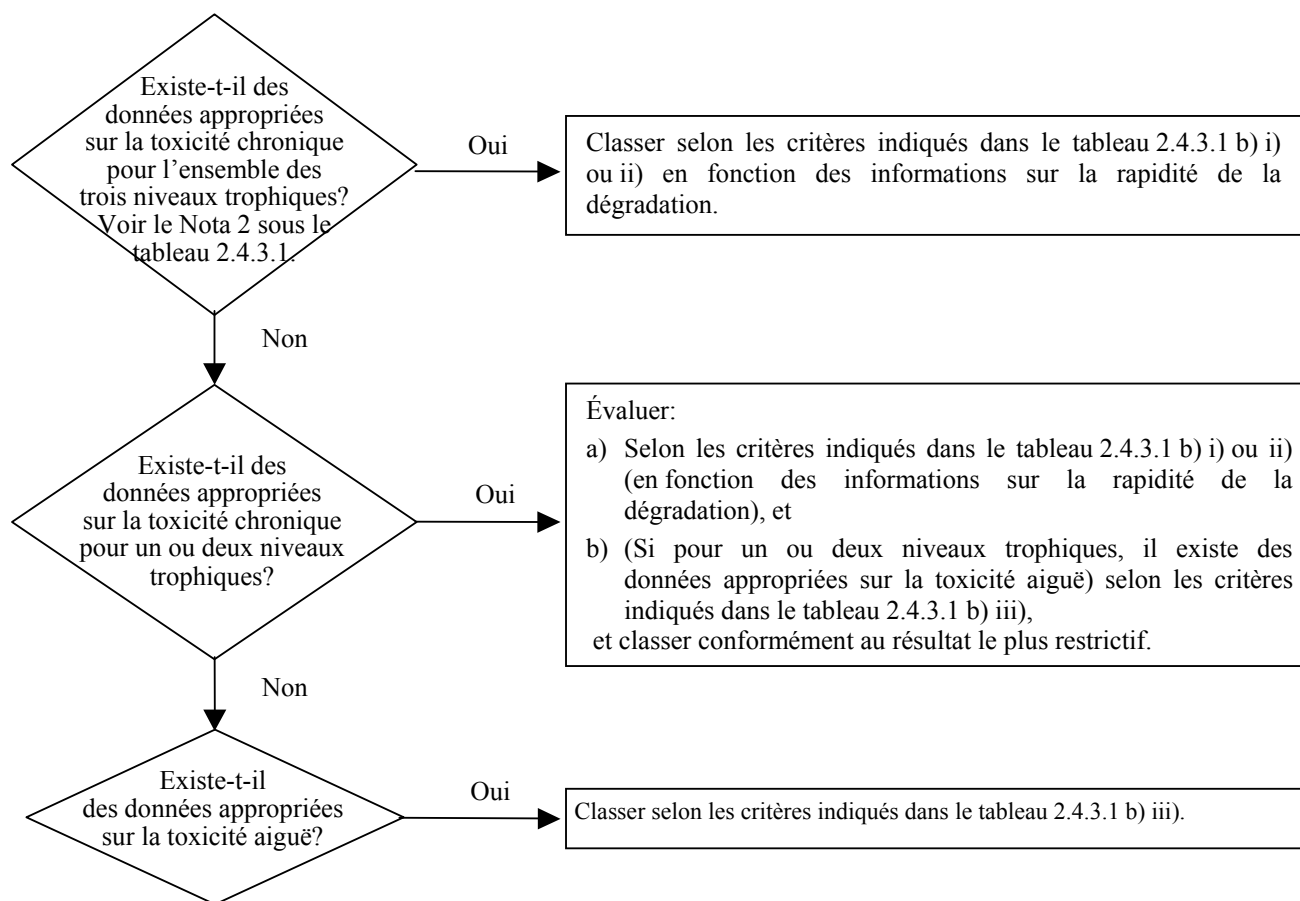 Existe-t-il des
données appropriées
sur la toxicité chronique
pour l'ensemble des
trois niveaux trophiques?
Voir le Nota 2 sous le
tableau 2.4.3.1.
Oui
Classer selon les critères indiqués dans le tableau 2.4.3.1 b) i)
ou ii) en fonction des informations sur la rapidité de la
dégradation.
Non
Existe-t-il des
données appropriées
sur la toxicité chronique
pour un ou deux niveaux
trophiques?
Oui
Évaluer:
a) Selon les critères indiqués dans le tableau 2.4.3.1 b) i) ou ii)
(en fonction des informations sur la rapidité de la
dégradation), et
b) (Si pour un ou deux niveaux trophiques, il existe des
données appropriées sur la toxicité aiguë) selon les critères
indiqués dans le tableau 2.4.3.1 b) iii),
et classer conformément au résultat le plus restrictif.
Non
Existe-t-il
des données appropriées
sur la toxicité aiguë?
Oui
Classer selon les critères indiqués dans le tableau 2.4.3.1 b) iii).